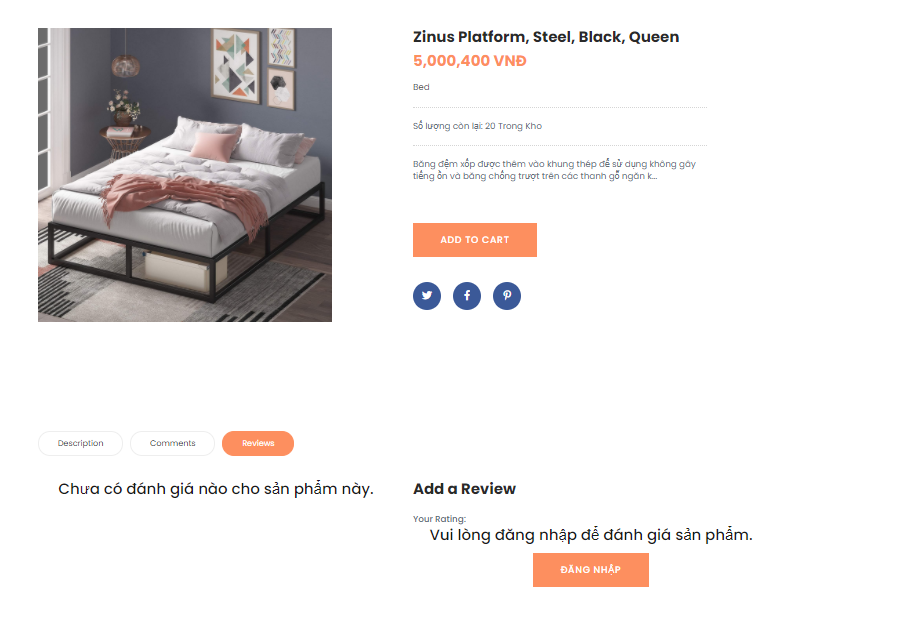 Zinus Platform, Steel, Black, Queen
5,000,400 VNĐ
Bed
Số lượng còn lại: 20 Trong Kho
Băng đệm xốp được thêm vào khung thép để sử dụng không gây
tiếng ồn và băng chống trượt trên các thanh gỗ ngăn k...
ADD TO CART
Description
Comments
Reviews
Chưa có đánh giá nào cho sản phẩm này.
Add a Review
Your Rating:
Vui lòng đăng nhập để đánh giá sản phẩm.
ĐĂNG NHẬP